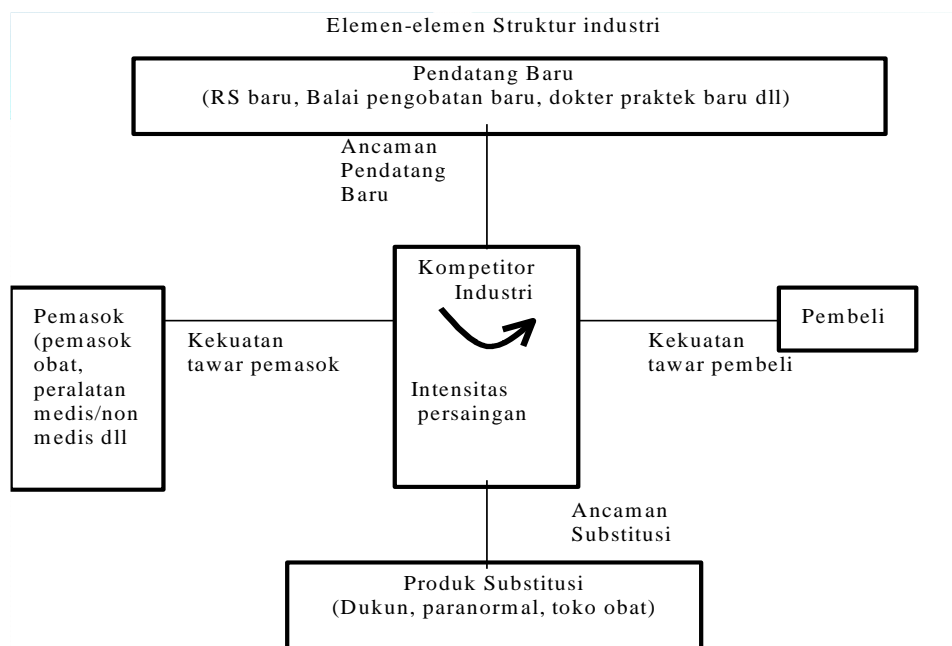 Elemen-elemen Struktur industri
Pendatang Baru
(RS baru, Balai pengobatan baru, dokter praktek baru dll)
Ancaman
Pendatang
Baru
Kompetitor
Industri
Intensitas
persaingan
Pemasok
(pemasok
obat,
peralatan
medis/non
medis dll
Kekuatan
tawar pemasok
Kekuatan
tawar pembeli
Pembeli
Ancaman
Substitusi
Produk Substitusi
(Dukun, paranormal, toko obat)